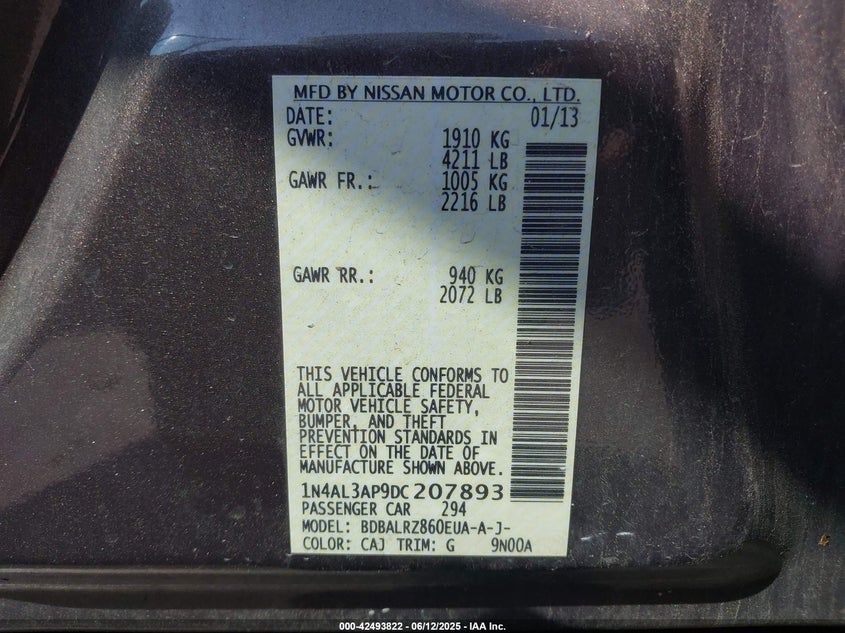 MFD BY NISSAN MOTOR CO., LTD.
DATE: 01/13
GVWR: 1910 KG
4211 LB
GAWR FR.: 1005 KG
2216 LB
GAWR RR.: 940 KG
2072 LB
THIS VEHICLE CONFORMS TO
ALL APPLICABLE FEDERAL
MOTOR VEHICLE SAFETY,
BUMPER, AND THEFT
PREVENTION STANDARDS IN
EFFECT ON THE DATE OF
MANUFACTURE SHOWN ABOVE.
1N4AL3AP9DC207893
PASSENGER CAR 294
MODEL: BDBALRZ860EUA-A-J-
COLOR: CAJ TRIM: G 9N00A
000-42493822 - 06/12/2025 - IAA Inc.